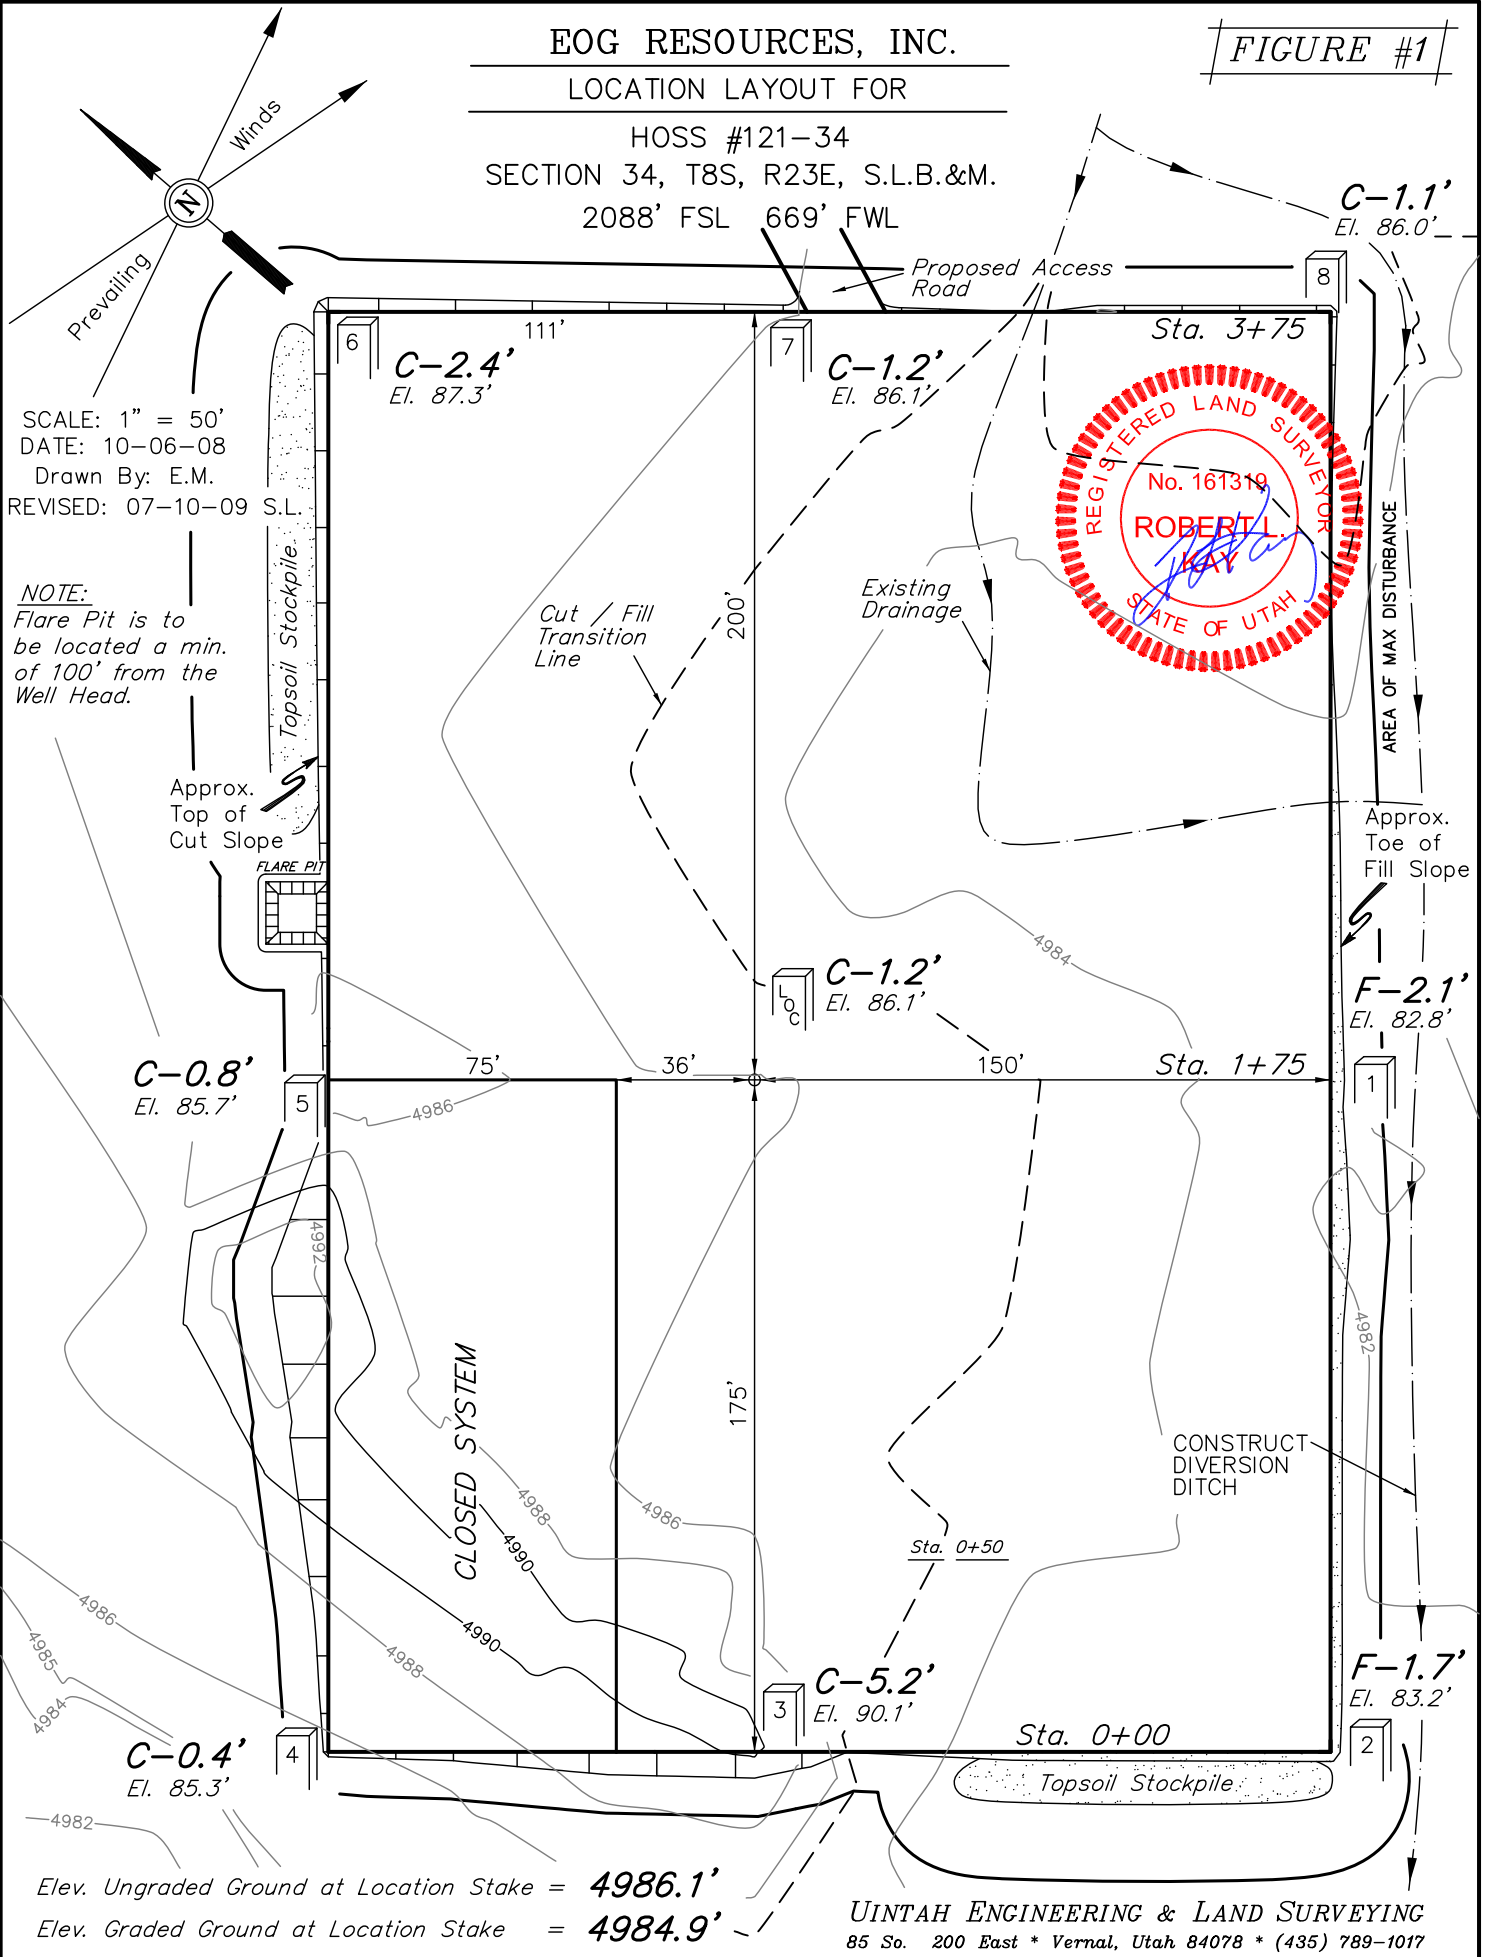 EOG RESOURCES, INC.
LOCATION LAYOUT FOR
HOSS #121-34
SECTION 34, T8S, R23E, S.L.B.&M.
2088' FSL 669' FWL
FIGURE #1
Winds
N
Prevailing
C-1.1'
El. 86.0'
8
Proposed Access
Road
6
111'
C-2.4'
El. 87.3'
7
C-1.2'
El. 86.1'
Sta. 3+75
SCALE: 1" = 50'
DATE: 10-06-08
Drawn By: E.M.
REVISED: 07-10-09 S.L.
REGISTERED LAND SURVEYOR
No. 161319
ROBERT L.
KAY
STATE OF UTAH
NOTE:
Flare Pit is to
be located a min.
of 100' from the
Well Head.
Topsoil Stockpile
Cut / Fill
Transition
Line
200'
Existing
Drainage
AREA OF MAX DISTURBANCE
Approx.
Top of
Cut Slope
FLARE PIT
Approx.
Toe of
Fill Slope
4984
LOC
C-1.2'
El. 86.1'
F-2.1'
El. 82.8'
C-0.8'
El. 85.7'
5
75'
36'
150'
Sta. 1+75
1
4986
4992
4982
CLOSED SYSTEM
175'
CONSTRUCT
DIVERSION
DITCH
4988
4986
4990
Sta. 0+50
4986
4985
4984
4988
4990
C-5.2'
El. 90.1'
3
F-1.7'
El. 83.2'
2
Sta. 0+00
C-0.4'
El. 85.3'
4
Topsoil Stockpile
4982
Elev. Ungraded Ground at Location Stake = 4986.1'
Elev. Graded Ground at Location Stake = 4984.9'
UINTAH ENGINEERING & LAND SURVEYING
85 So. 200 East * Vernal, Utah 84078 * (435) 789-1017